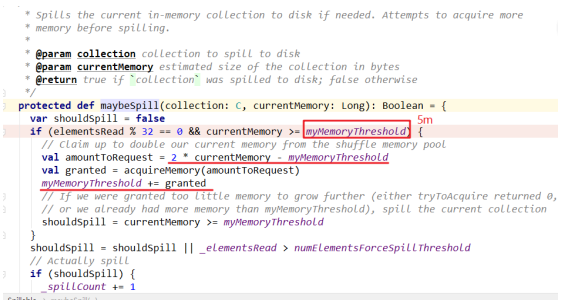 * Spills the current in-memory collection to disk if needed. Attempts to acquire more
* memory before spilling.
*
* @param collection collection to spill to disk
* @param currentMemory estimated size of the collection in bytes
* @return true if `collection` was spilled to disk; false otherwise
*/
protected def maybeSpill(collection: C, currentMemory: Long): Boolean = {
var shouldSpill = false
5m
if (elementsRead % 32 == 0 && currentMemory >= myMemoryThreshold) {
// Claim up to double our current memory from the shuffle memory pool
val amountToRequest = 2 * currentMemory - myMemoryThreshold
val granted = acquireMemory(amountToRequest)
myMemoryThreshold += granted
// If we were granted too little memory to grow further (either tryToAcquire returned 0,
// or we already had more memory than myMemoryThreshold), spill the current collection
shouldSpill = currentMemory >= myMemoryThreshold
}
shouldSpill = shouldSpill || _elementsRead > numElementsForceSpillThreshold
// Actually spill
if (shouldSpill) {
_spillCount += 1